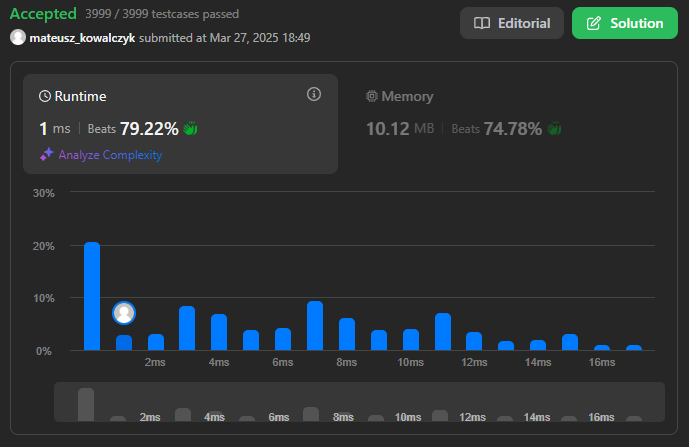 Accepted 3999 / 3999 testcases passed
Editorial
Solution
mateusz_kowalczyk submitted at Mar 27, 2025 18:49
Runtime
Memory
1 ms Beats 79.22%
10.12 MB Beats 74.78%
Analyze Complexity
30%
20%
10%
0%
2ms 4ms 6ms 8ms 10ms 12ms 14ms 16ms
2ms 4ms 6ms 8ms 10ms 12ms 14ms 16ms